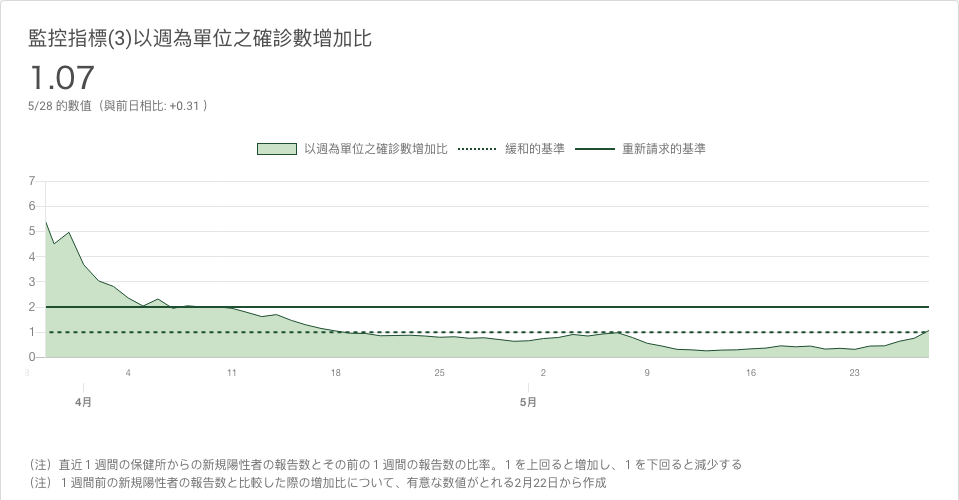 監控指標(3)以週為單位之確診數增加比
1.07
5/28 的數值（與前日相比: +0.31 ）
以週為單位之確診數增加比 緩和的基準 重新請求的基準
7
6
5
4
3
2
1
0
4 11 18 25 2 9 16 23
4月 5月
（注）直近１週間の保健所からの新規陽性者の報告数とその前の１週間の報告数の比率。１を上回ると増加し、１を下回ると減少する
（注）１週間前の新規陽性者の報告数と比較した際の増加比について、有意な数値がとれる2月22日から作成